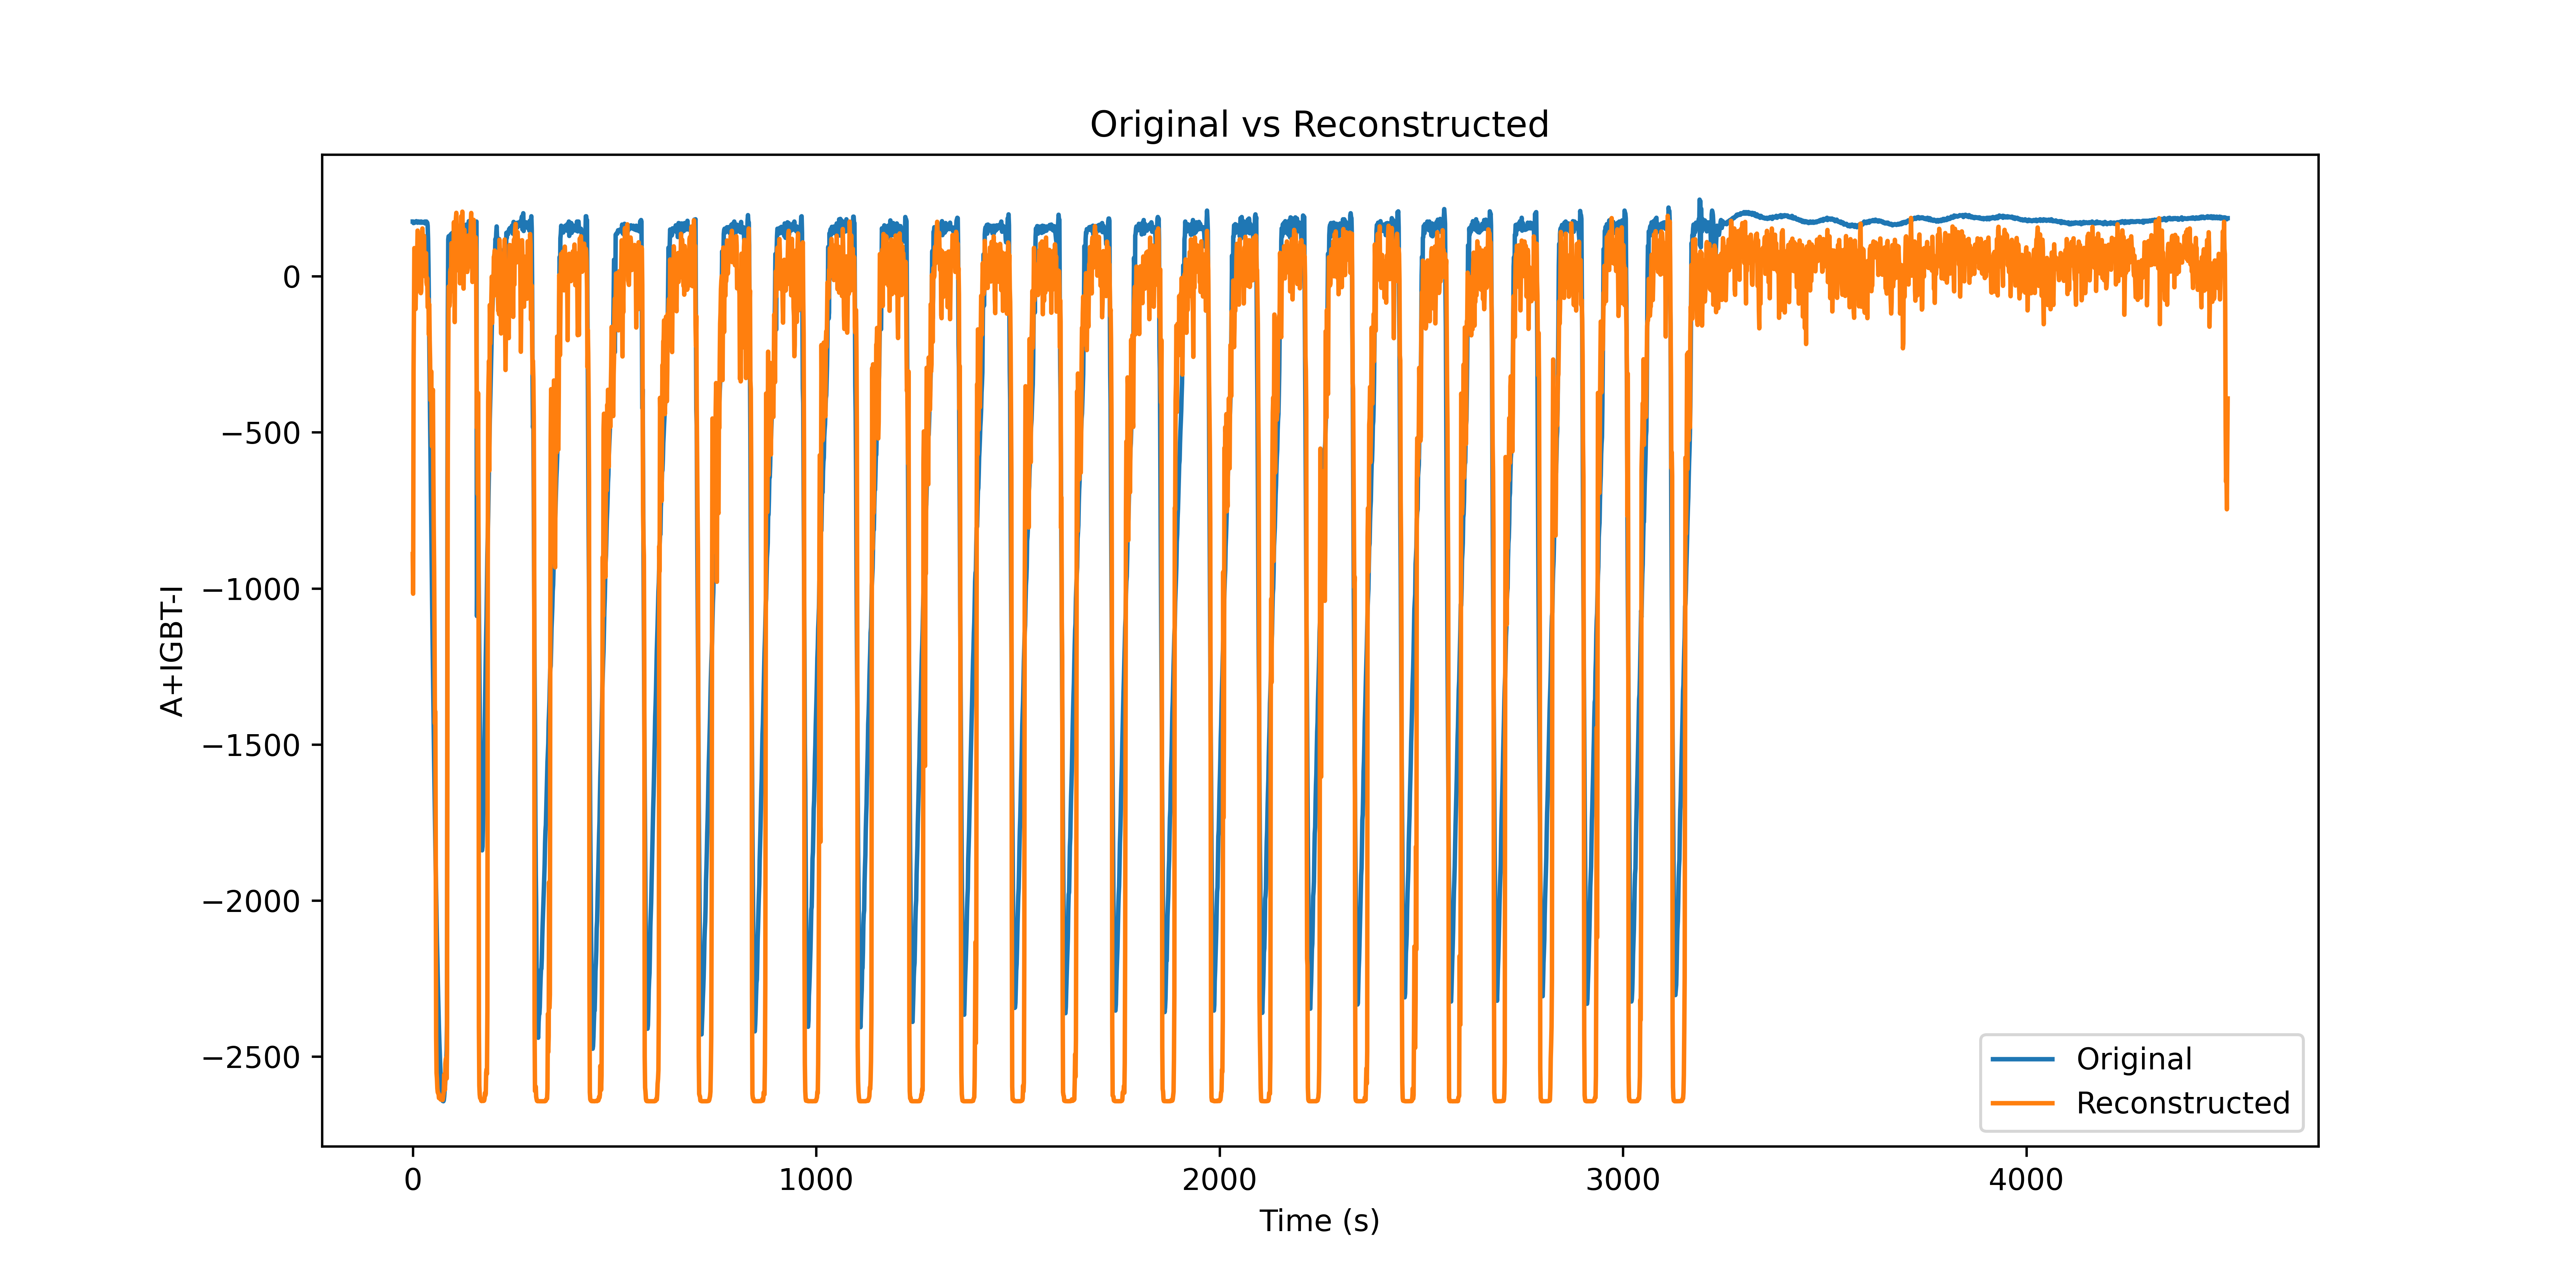 Original vs Reconstructed
A+IGBT-I
0
−500
−1000
−1500
−2000
−2500
0
1000
2000
3000
4000
Time (s)
Original
Reconstructed